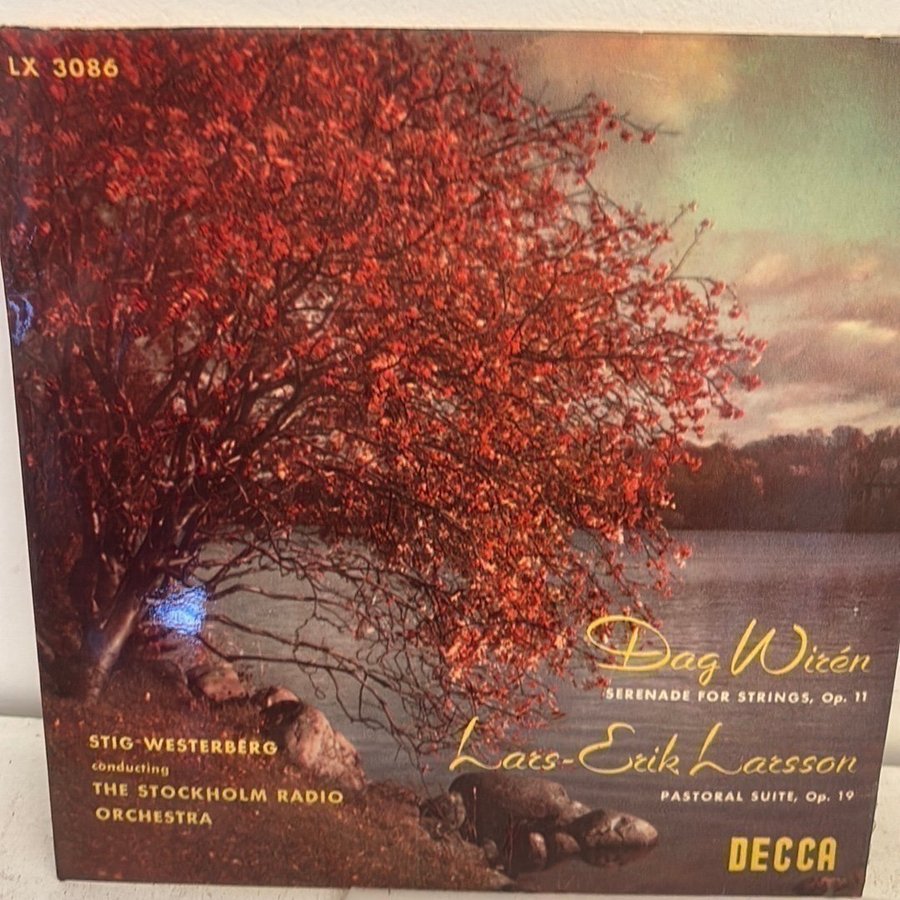 LX 3086
Dag Wirén
SERENADE FOR STRINGS, Op. 11
Lars-Erik Larsson
PASTORAL SUITE, Op. 19
STIG WESTERBERG
conducting
THE STOCKHOLM RADIO
ORCHESTRA
DECCA